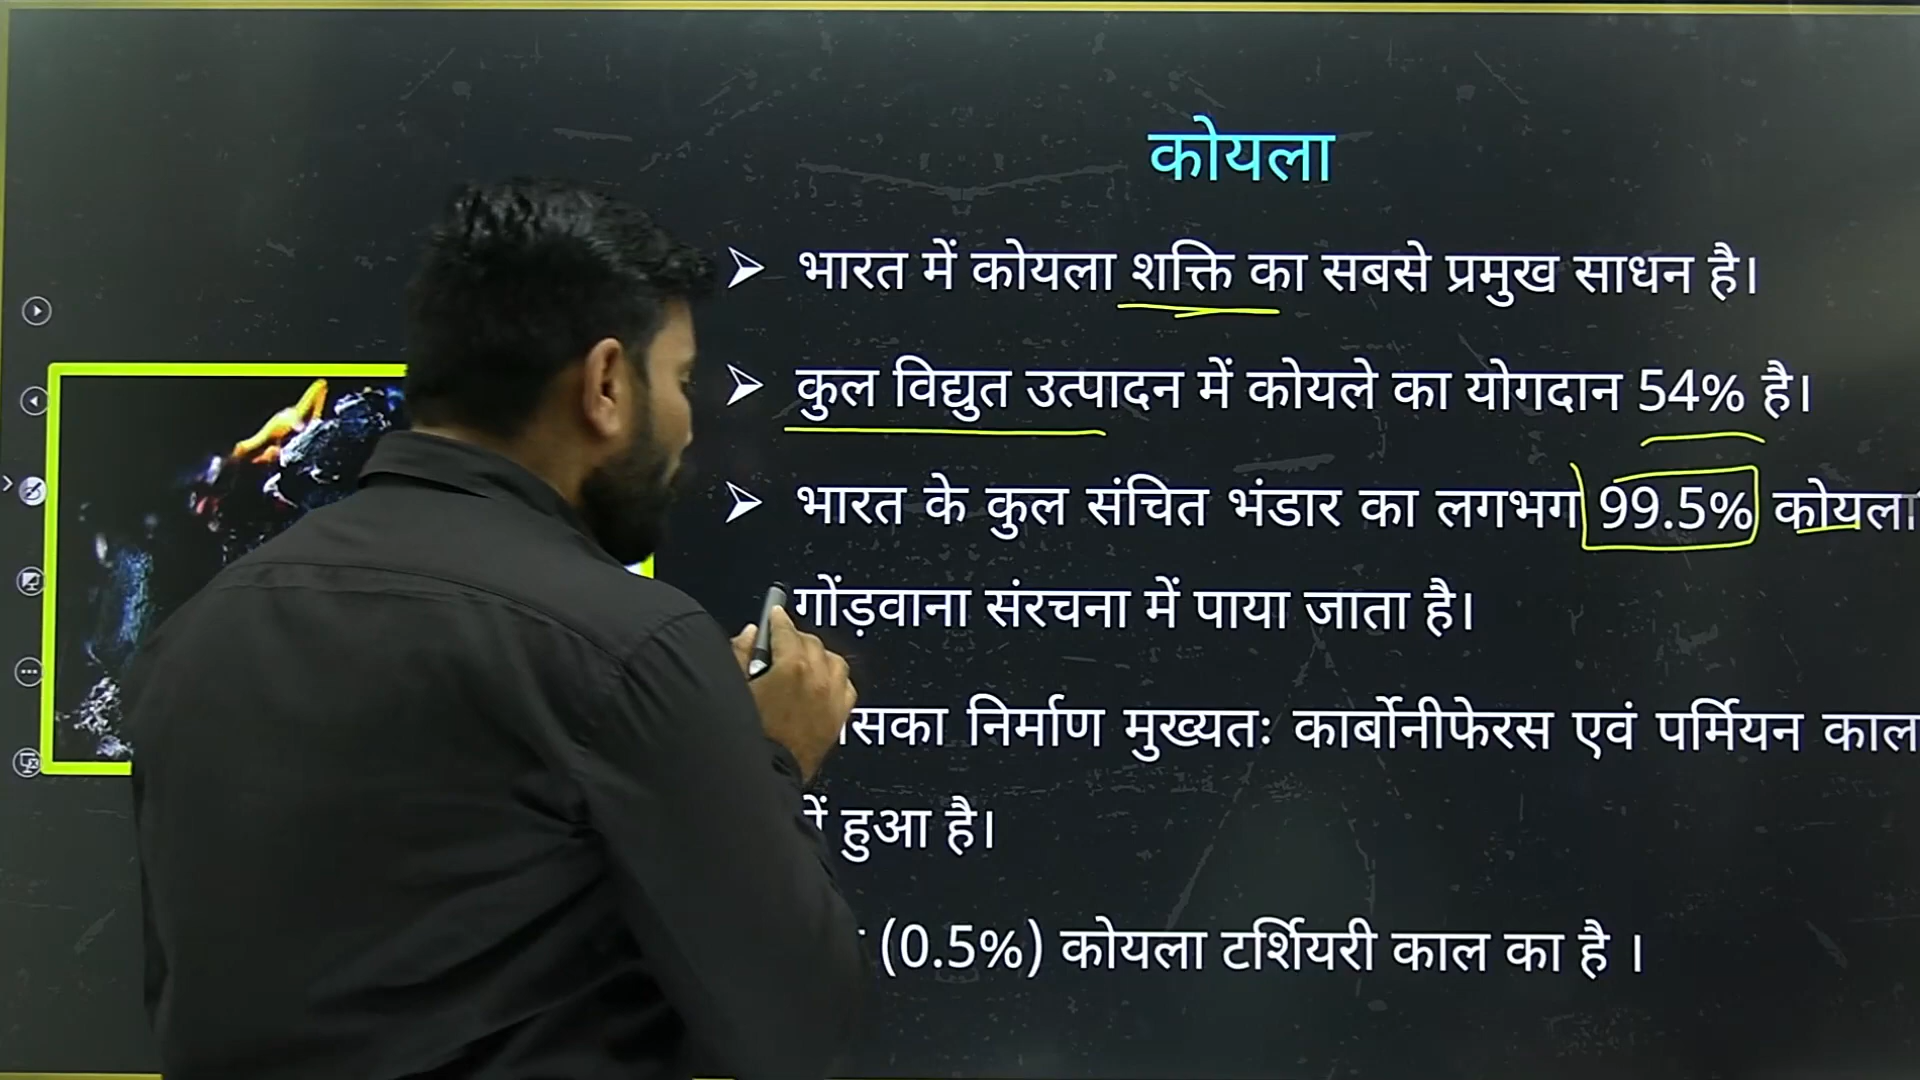 कोयला
भारत में कोयला शक्ति का सबसे प्रमुख साधन है।
कुल विद्युत उत्पादन में कोयले का योगदान 54% है।
भारत के कुल संचित भंडार का लगभग 99.5% कोयला
गोंड़वाना संरचना में पाया जाता है।
निर्माण मुख्यतः कार्बोनीफेरस एवं पर्मियन काल
हुआ है।
(0.5%) कोयला टर्शियरी काल का है ।